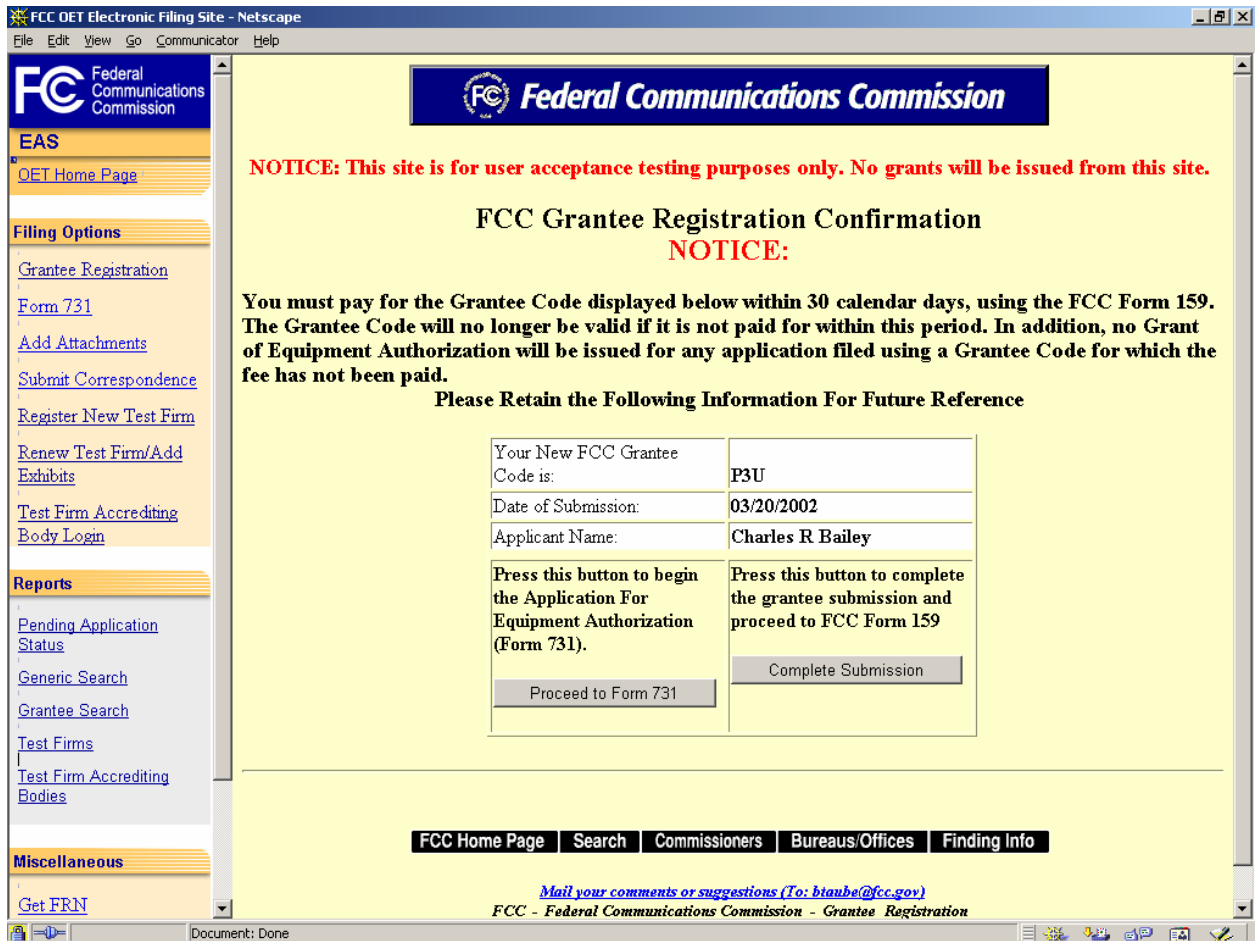 FCC OET Electronic Filing Site - Netscape
File Edit View Go Communicator Help
FC Federal
Communications
Commission
EAS
OET Home Page
Filing Options
Grantee Registration
Form 731
Add Attachments
Submit Correspondence
Register New Test Firm
Renew Test Firm/Add
Exhibits
Test Firm Accrediting
Body Login
Reports
Pending Application
Status
Generic Search
Grantee Search
Test Firms
Test Firm Accrediting
Bodies
Miscellaneous
Get FRN
FC Federal Communications Commission
NOTICE: This site is for user acceptance testing purposes only. No grants will be issued from this site.
FCC Grantee Registration Confirmation
NOTICE:
You must pay for the Grantee Code displayed below within 30 calendar days, using the FCC Form 159.
The Grantee Code will no longer be valid if it is not paid for within this period. In addition, no Grant
of Equipment Authorization will be issued for any application filed using a Grantee Code for which the
fee has not been paid.
Please Retain the Following Information For Future Reference
Your New FCC Grantee
Code is: P3U
Date of Submission: 03/20/2002
Applicant Name: Charles R Bailey
Press this button to begin
the Application For
Equipment Authorization
(Form 731).
Proceed to Form 731
Press this button to complete
the grantee submission and
proceed to FCC Form 159
Complete Submission
FCC Home Page Search Commissioners Bureaus/Offices Finding Info
Mail your comments or suggestions (To: btaube@fcc.gov)
FCC - Federal Communications Commission - Grantee Registration
Document: Done